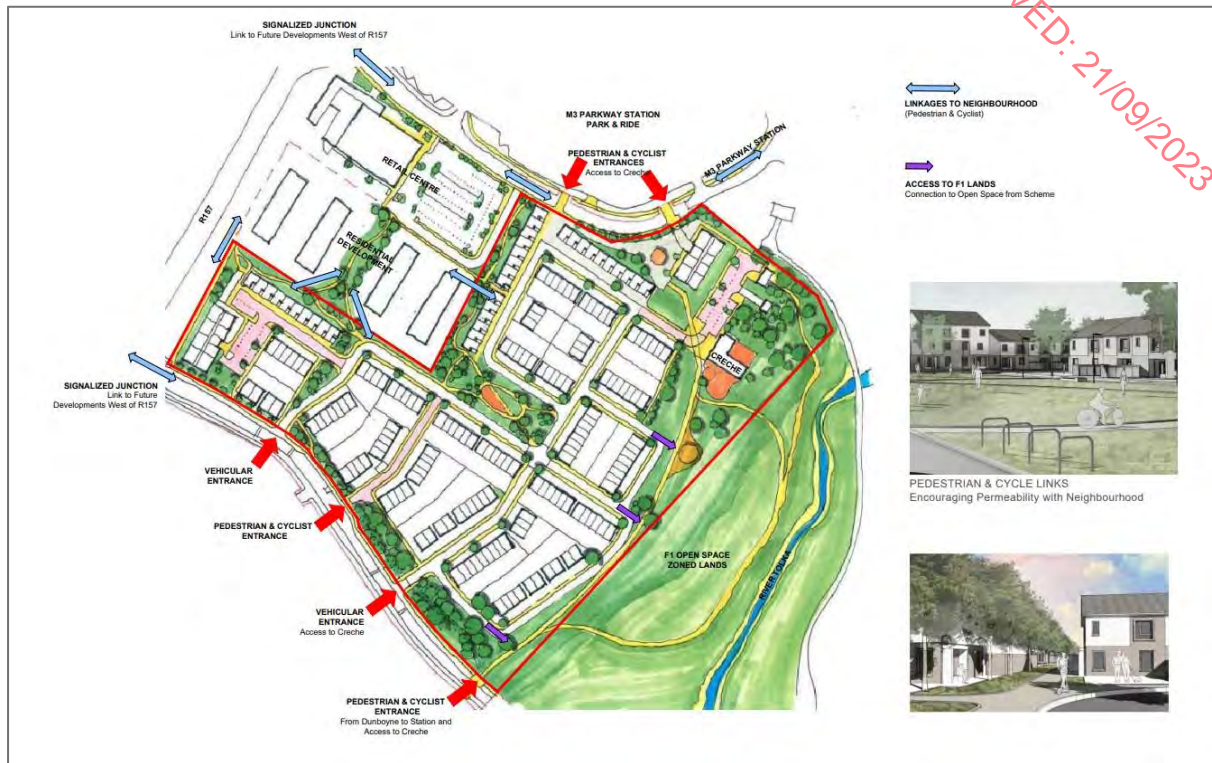 VED: 21/09/2023
SIGNALIZED JUNCTION
Link to Future Developments West of R157
M3 PARKWAY STATION
PARK & RIDE
PEDESTRIAN & CYCLIST
ENTRANCES
Access to Creche
M3 PARKWAY STATION
LINKAGES TO NEIGHBOURHOOD
(Pedestrian & Cyclist)
ACCESS TO F1 LANDS
Connection to Open Space from Scheme
R157
RETAIL CENTRE
RESIDENTIAL
DEVELOPMENT
CRECHE
SIGNALIZED JUNCTION
Link to Future
Developments West of R157
VEHICULAR
ENTRANCE
PEDESTRIAN & CYCLIST
ENTRANCE
VEHICULAR
ENTRANCE
Access to Creche
PEDESTRIAN & CYCLIST
ENTRANCE
From Dunboyne to Station and
Access to Creche
F1 OPEN SPACE
ZONED LANDS
RIVER TOLKA
PEDESTRIAN & CYCLE LINKS
Encouraging Permeability with Neighbourhood